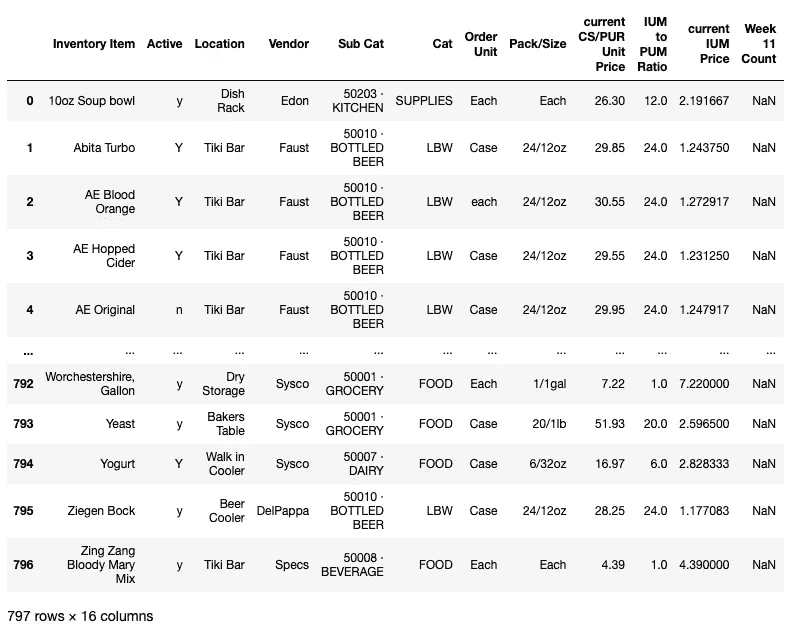 Inventory Item Active Location Vendor Sub Cat Cat Order Unit Pack/Size current CS/PUR Unit Price IUM to PUM Ratio current IUM Price Week 11 Count
0 10oz Soup bowl y Dish Rack Edon 50203 · KITCHEN SUPPLIES Each Each 26.30 12.0 2.191667 NaN
1 Abita Turbo Y Tiki Bar Faust 50010 · BOTTLED BEER LBW Case 24/12oz 29.85 24.0 1.243750 NaN
2 AE Blood Orange Y Tiki Bar Faust 50010 · BOTTLED BEER LBW each 24/12oz 30.55 24.0 1.272917 NaN
3 AE Hopped Cider Y Tiki Bar Faust 50010 · BOTTLED BEER LBW Case 24/12oz 29.55 24.0 1.231250 NaN
4 AE Original n Tiki Bar Faust 50010 · BOTTLED BEER LBW Case 24/12oz 29.95 24.0 1.247917 NaN
... ... ... ... ... ... ... ... ... ... ... ... ...
792 Worchestershire, Gallon y Dry Storage Sysco 50001 · GROCERY FOOD Each 1/1gal 7.22 1.0 7.220000 NaN
793 Yeast y Bakers Table Sysco 50001 · GROCERY FOOD Case 20/1lb 51.93 20.0 2.596500 NaN
794 Yogurt Y Walk in Cooler Sysco 50007 · DAIRY FOOD Case 6/32oz 16.97 6.0 2.828333 NaN
795 Ziegen Bock y Beer Cooler DelPappa 50010 · BOTTLED BEER LBW Case 24/12oz 28.25 24.0 1.177083 NaN
796 Zing Zang Bloody Mary Mix y Tiki Bar Specs 50008 · BEVERAGE FOOD Each Each 4.39 1.0 4.390000 NaN
797 rows × 16 columns